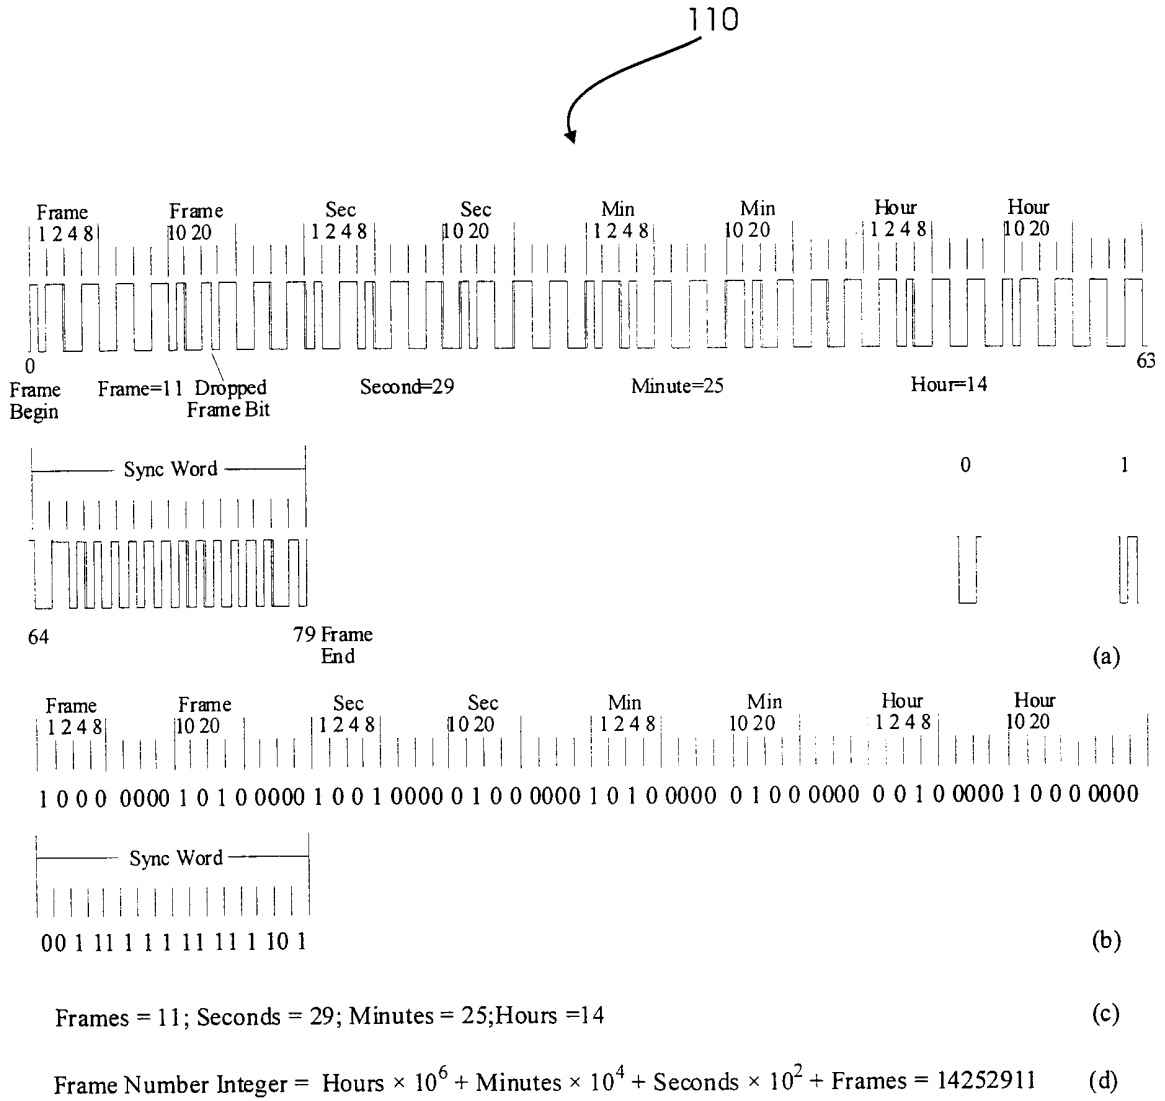 110
Frame Frame Sec Sec Min Min Hour Hour
1 2 4 8 10 20 1 2 4 8 10 20 1 2 4 8 10 20 1 2 4 8 10 20
0 63
Frame Begin
Frame=11
Dropped Frame Bit
Second=29
Minute=25
Hour=14
Sync Word
0 1
64
79 Frame End
(a)
Frame Frame Sec Sec Min Min Hour Hour
1 2 4 8 10 20 1 2 4 8 10 20 1 2 4 8 10 20 1 2 4 8 10 20
1 0 0 0 0000 1 0 1 0 0000 1 0 0 1 0000 0 1 0 0 0000 1 0 1 0 0000 0 1 0 0 0000 0 0 1 0 0000 1 0 0 0 0000
Sync Word
00 1 11 1 1 1 11 11 1 10 1
(b)
Frames = 11; Seconds = 29; Minutes = 25;Hours =14 (c)
Frame Number Integer = Hours × 10⁶ + Minutes × 10⁴ + Seconds × 10² + Frames = 14252911 (d)